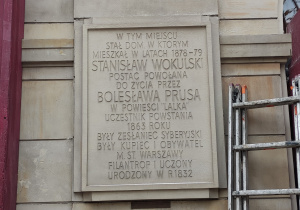 W TYM MIEJSCU
STAŁ DOM W KTÓRYM
MIESZKAŁ W LATACH 1878-79
STANISŁAW WOKULSKI
POSTAĆ POWOŁANA
DO ŻYCIA PRZEZ
BOLESŁAWA PRUSA
W POWIEŚCI "LALKA"
UCZESTNIK POWSTANIA
1863 ROKU
BYŁY ZESŁANIEC SYBERYJSKI
BYŁY KUPIEC I OBYWATEL
M. ST. WARSZAWY
FILANTROP I UCZONY
URODZONY W R 1832